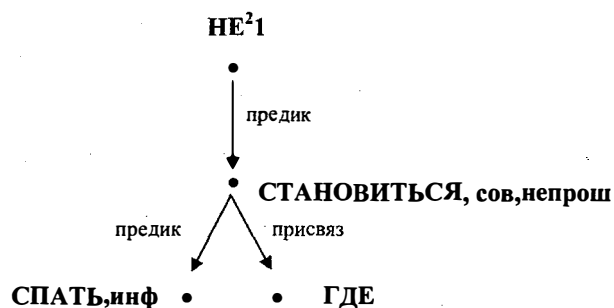 НЕ²1
предик
СТАНОВИТЬСЯ, сов,непрош
предик присвяз
СПАТЬ,инф ГДЕ